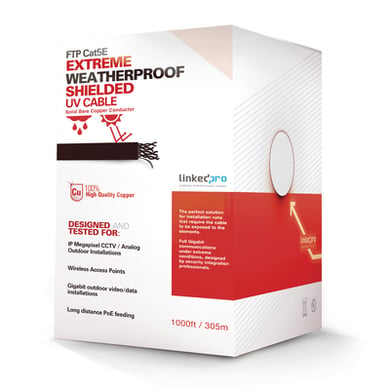 FTP Cat5E
EXTREME
WEATHERPROOF
SHIELDED
UV CABLE
Solid Bare Copper Conductor
Cu
100%
High Quality Copper
DESIGNED AND
TESTED FOR:
IP Megapixel CCTV / Analog
Outdoor Installations
Wireless Access Points
Gigabit outdoor video/data
installations
Long distance PoE feeding
linkedpro
The perfect solution
for installation runs
that require the cable
to be exposed to the
elements.
Full Gigabit
communications
under extreme
conditions, designed
by security integration
professionals.
1000ft / 305m
linkedpro